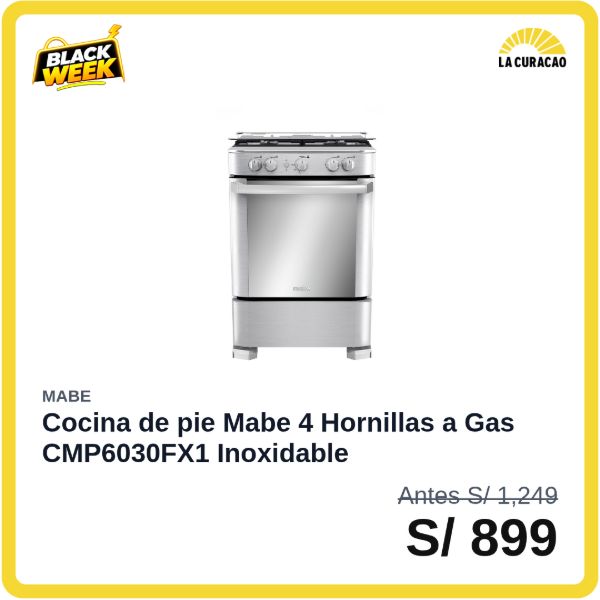 BLACK
WEEK
LA CURACAO
MABE
Cocina de pie Mabe 4 Hornillas a Gas
CMP6030FX1 Inoxidable
Antes S/ 1,249
S/ 899